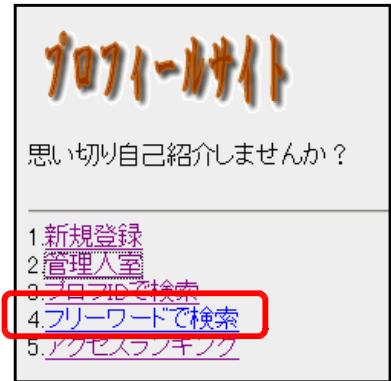 プロフィールサイト
思い切り自己紹介しませんか？
1.新規登録
2.管理人室
3.プロフIDで検索
4.フリーワードで検索
5.アクセスランキング